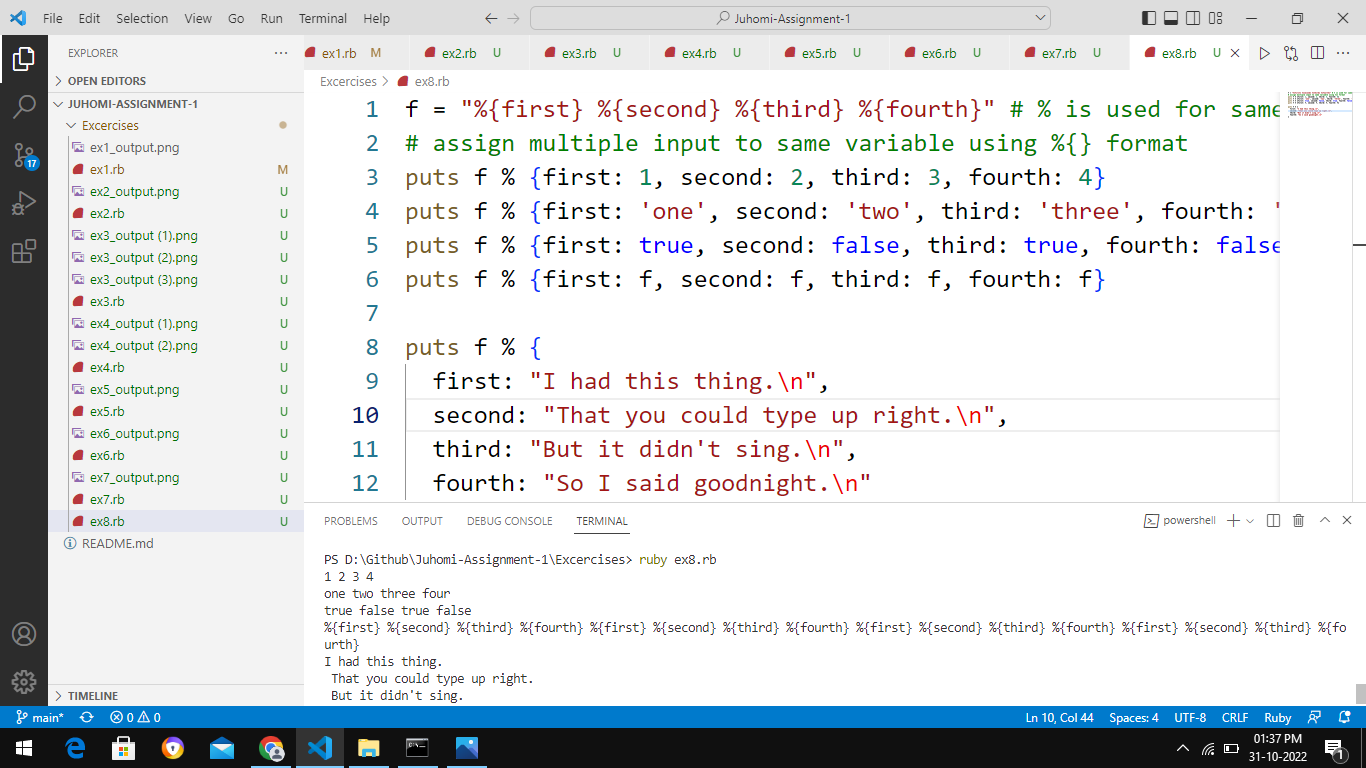 File Edit Selection View Go Run Terminal Help Juhomi-Assignment-1
EXPLORER
ex1.rb M ex2.rb U ex3.rb U ex4.rb U ex5.rb U ex6.rb U ex7.rb U ex8.rb U
OPEN EDITORS
JUHOMI-ASSIGNMENT-1
Excercises
ex1_output.png
ex1.rb M
ex2_output.png U
ex2.rb U
ex3_output (1).png U
ex3_output (2).png U
ex3_output (3).png U
ex3.rb U
ex4_output (1).png U
ex4_output (2).png U
ex4.rb U
ex5_output.png U
ex5.rb U
ex6_output.png U
ex6.rb U
ex7_output.png U
ex7.rb U
ex8.rb U
README.md
TIMELINE
17
Excercises > ex8.rb
1 f = "%{first} %{second} %{third} %{fourth}" # % is used for same
2 # assign multiple input to same variable using %{} format
3 puts f % {first: 1, second: 2, third: 3, fourth: 4}
4 puts f % {first: 'one', second: 'two', third: 'three', fourth: '
5 puts f % {first: true, second: false, third: true, fourth: false
6 puts f % {first: f, second: f, third: f, fourth: f}
7
8 puts f % {
9 first: "I had this thing.\n",
10 second: "That you could type up right.\n",
11 third: "But it didn't sing.\n",
12 fourth: "So I said goodnight.\n"
PROBLEMS OUTPUT DEBUG CONSOLE TERMINAL powershell
PS D:\Github\Juhomi-Assignment-1\Excercises> ruby ex8.rb
1 2 3 4
one two three four
true false true false
%{first} %{second} %{third} %{fourth} %{first} %{second} %{third} %{fourth} %{first} %{second} %{third} %{fourth} %{first} %{second} %{third} %{fo
urth}
I had this thing.
That you could type up right.
But it didn't sing.
main* 0 0 Ln 10, Col 44 Spaces: 4 UTF-8 CRLF Ruby
01:37 PM
31-10-2022
1